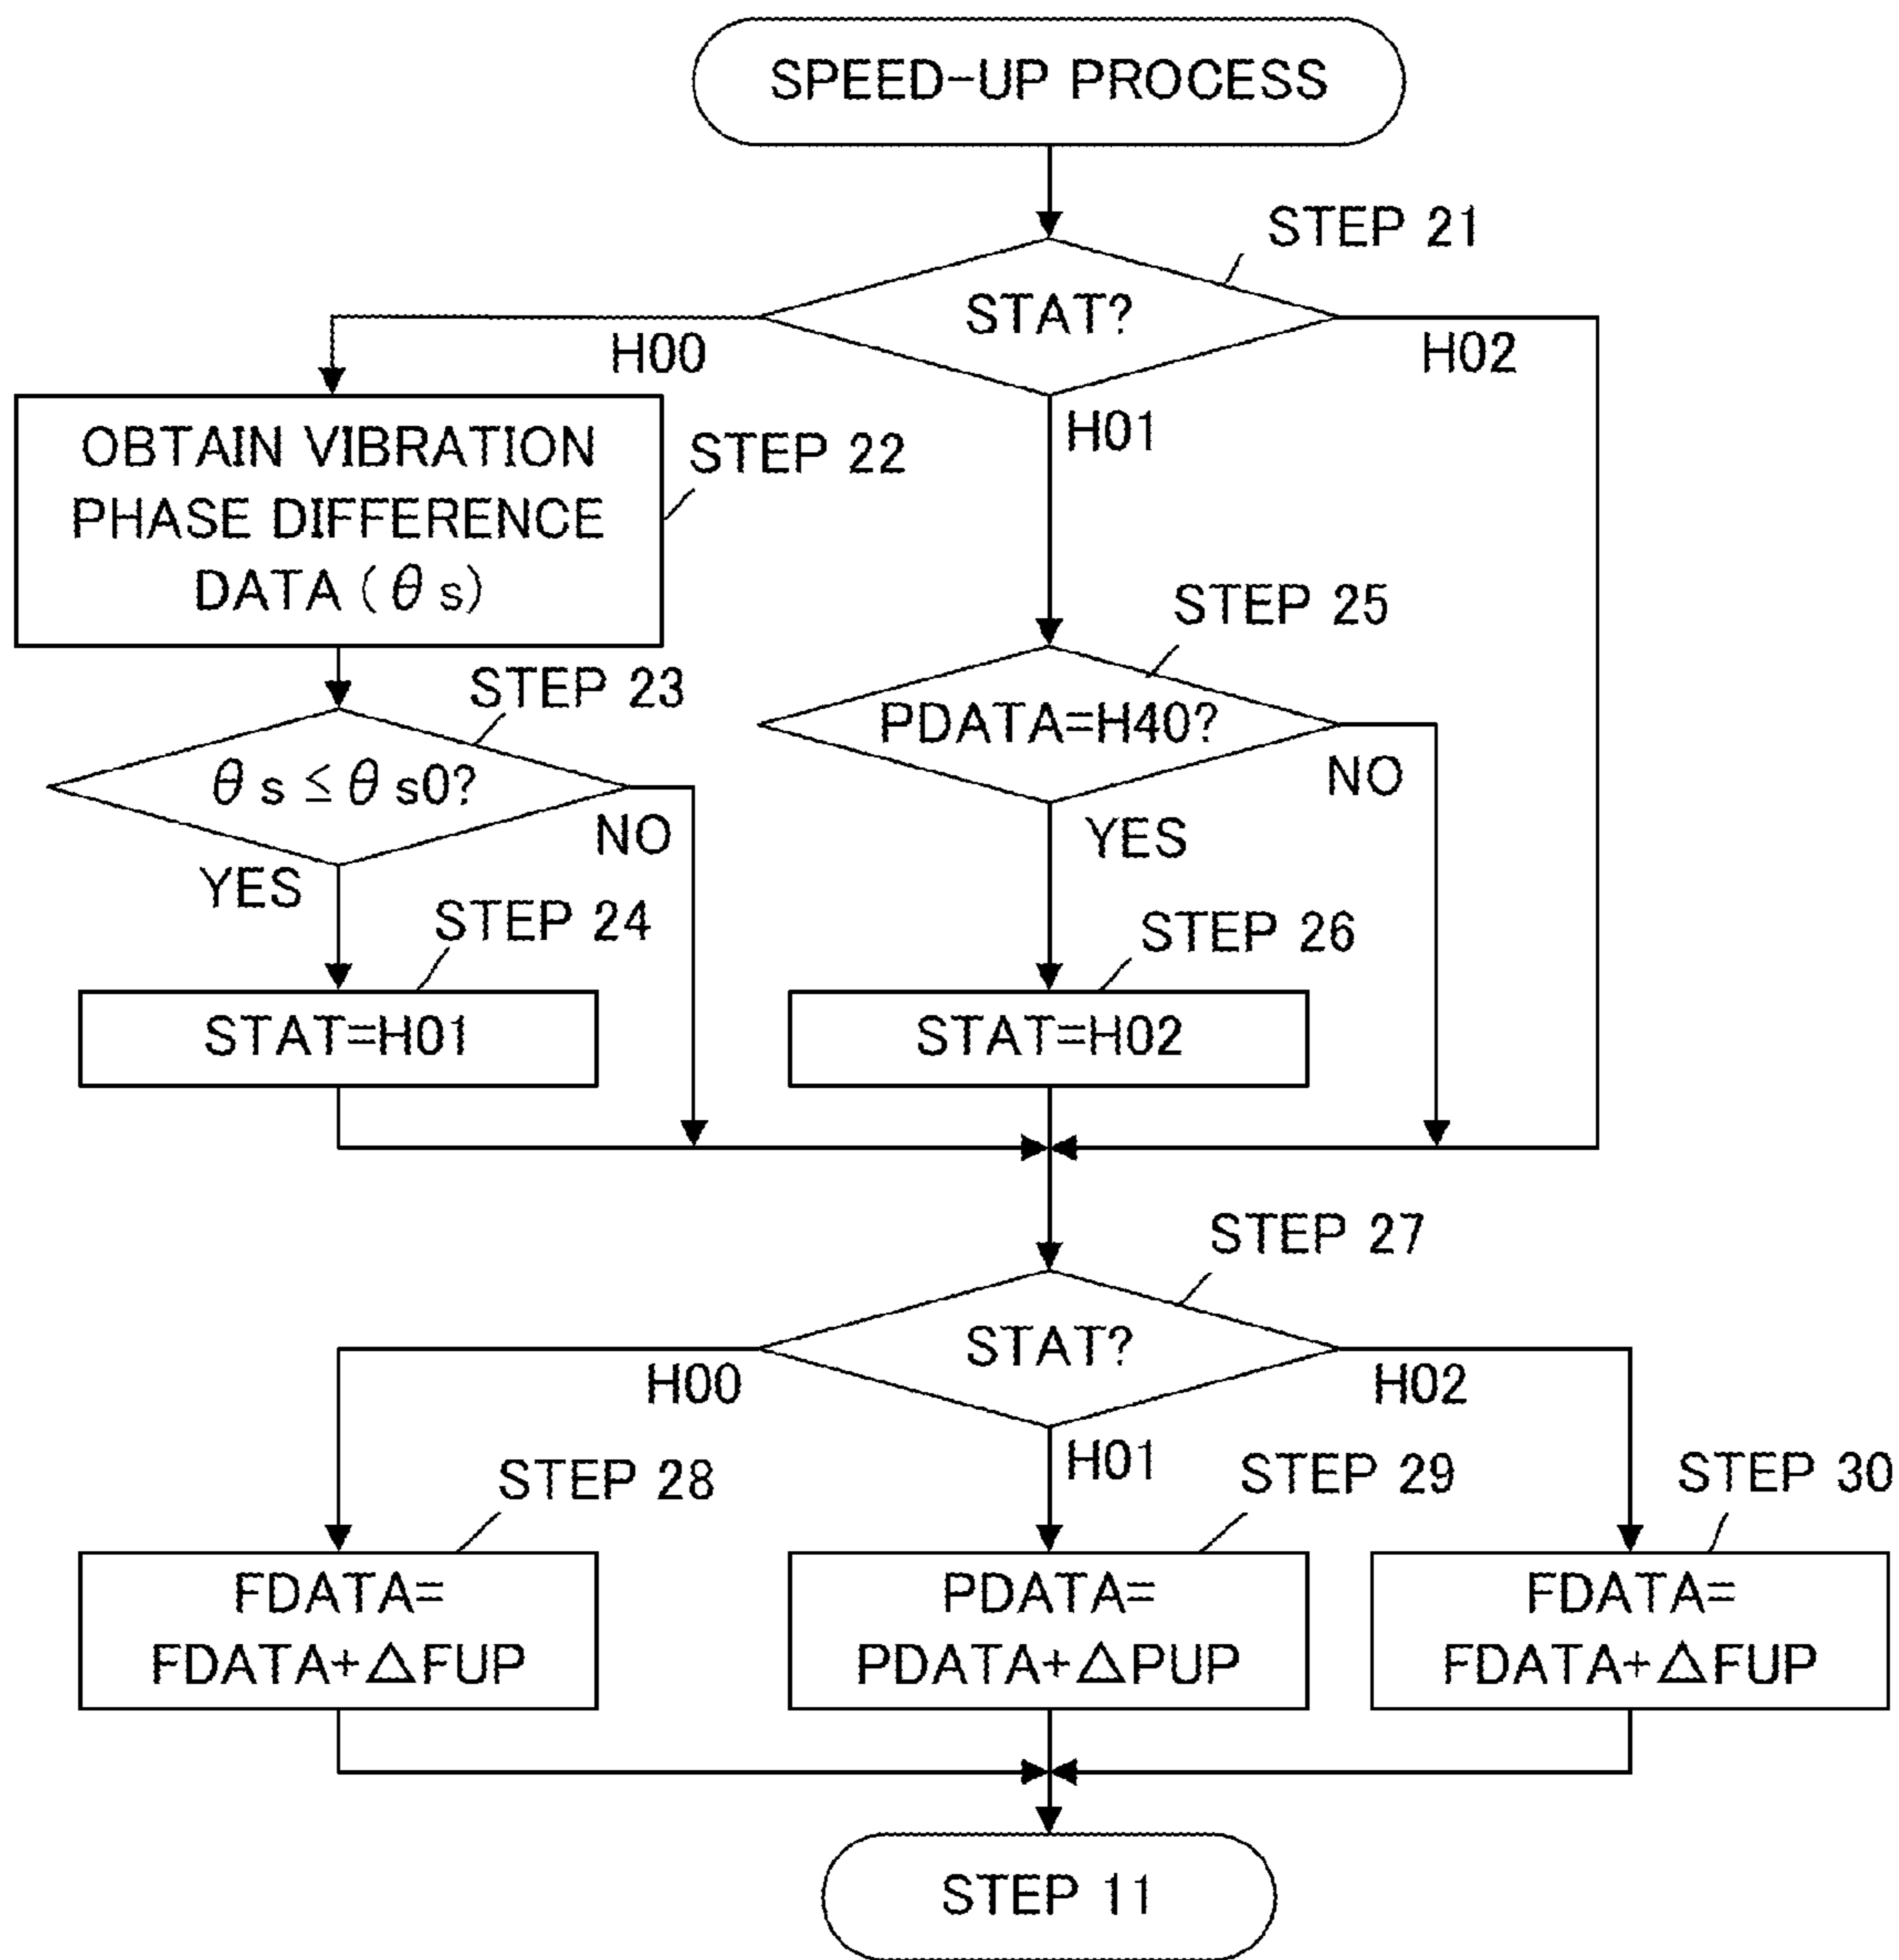 SPEED-UP PROCESS
STEP 21
STAT?
H00
H02
H01
OBTAIN VIBRATION
PHASE DIFFERENCE
DATA (θs)
STEP 22
STEP 25
STEP 23
PDATA=H40?
NO
θs≦θs0?
NO
YES
YES
STEP 24
STEP 26
STAT=H01
STAT=H02
STEP 27
STAT?
H00
H02
H01
STEP 28
STEP 29
STEP 30
FDATA=
FDATA+△FUP
PDATA=
PDATA+△PUP
FDATA=
FDATA+△FUP
STEP 11